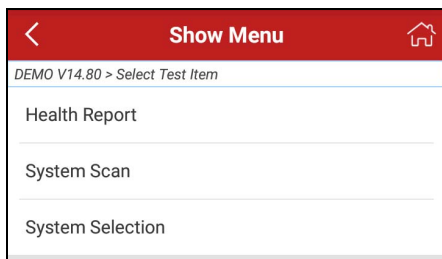 Show Menu
DEMO V14.80 > Select Test Item
Health Report
System Scan
System Selection